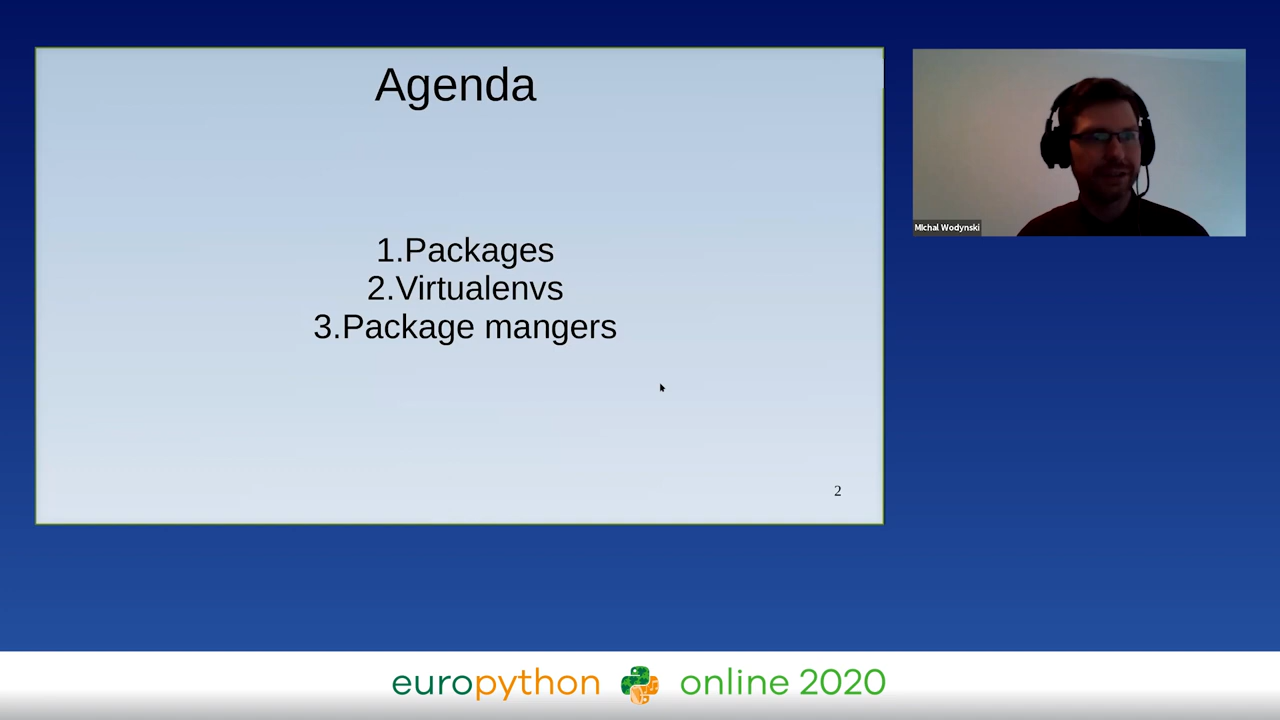 Agenda
1.Packages
2.Virtualenvs
3.Package mangers
2
MIchal Wodynski
europython online 2020